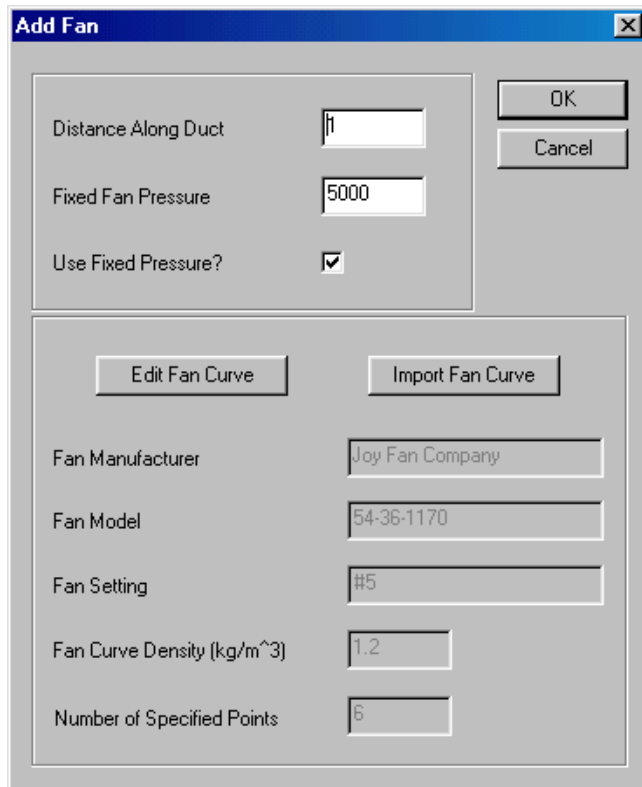 Add Fan
Distance Along Duct 1
OK
Cancel
Fixed Fan Pressure 5000
Use Fixed Pressure?
Edit Fan Curve Import Fan Curve
Fan Manufacturer Joy Fan Company
Fan Model 54-36-1170
Fan Setting #5
Fan Curve Density (kg/m^3) 1.2
Number of Specified Points 6